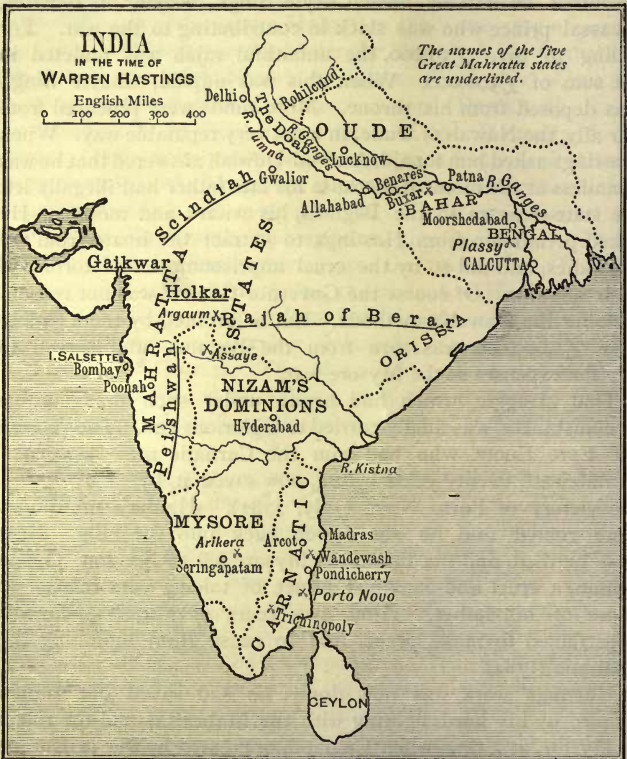 INDIA
IN THE TIME OF
WARREN HASTINGS
English Miles
0 100 200 300 400
The names of the five
Great Mahratta states
are underlined.
Delhi
Rohilcund
The Doab
R. Jumna
R. Ganges
OUDE
Lucknow
Gwalior
Scindiah
Allahabad
Benares
Buxar
Patna
R. Ganges
BAHAR
Moorshedabad
BENGAL
Plassy
CALCUTTA
MAHRATTA
STATES
Gaikwar
Holkar
Argaum
Rajah of Berar
ORISSA
Assaye
I. SALSETTE
Bombay
Poonah
Peishwah
NIZAM'S
DOMINIONS
Hyderabad
R. Kistna
MYSORE
Arikera
Seringapatam
CARNATIC
Arcot
Madras
Wandewash
Pondicherry
Porto Novo
Trichinopoly
CEYLON